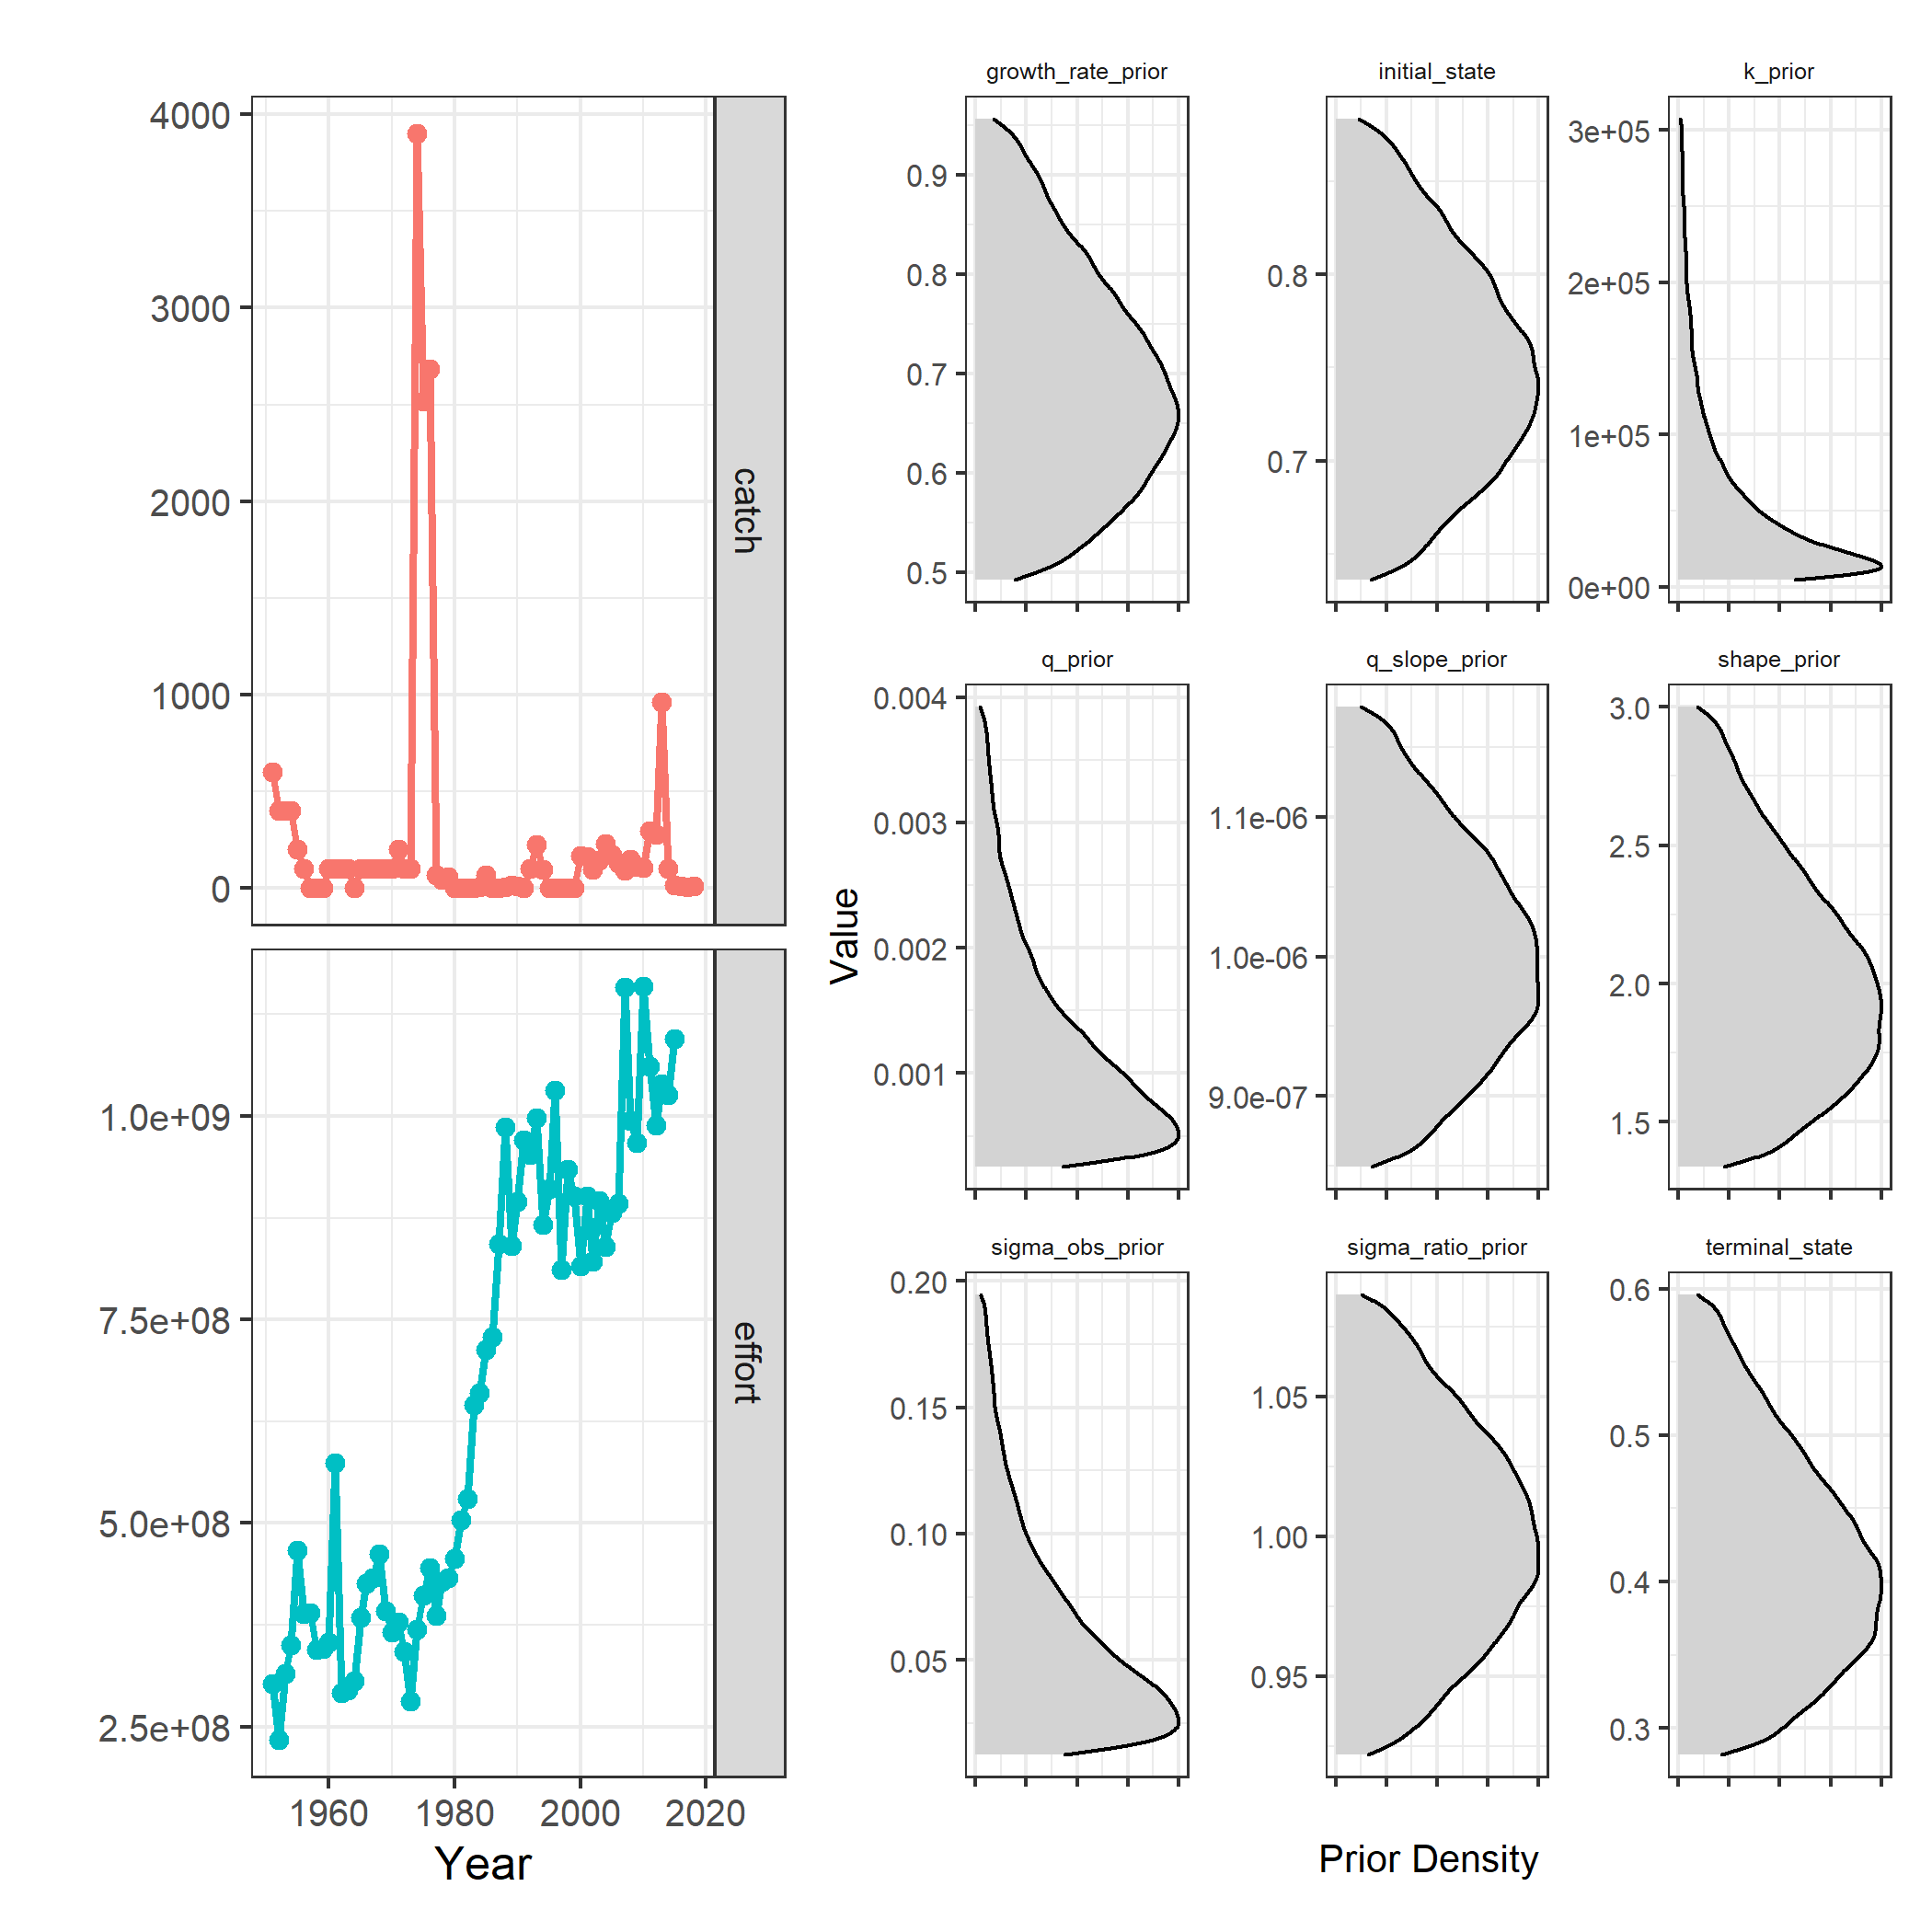 4000
3000
2000
1000
0
catch
1.0e+09
7.5e+08
5.0e+08
2.5e+08
effort
1960 1980 2000 2020
Year
growth_rate_prior
0.9
0.8
0.7
0.6
0.5
initial_state
0.8
0.7
k_prior
3e+05
2e+05
1e+05
0e+00
Value
q_prior
0.004
0.003
0.002
0.001
q_slope_prior
1.1e-06
1.0e-06
9.0e-07
shape_prior
3.0
2.5
2.0
1.5
sigma_obs_prior
0.20
0.15
0.10
0.05
sigma_ratio_prior
1.05
1.00
0.95
terminal_state
0.6
0.5
0.4
0.3
Prior Density